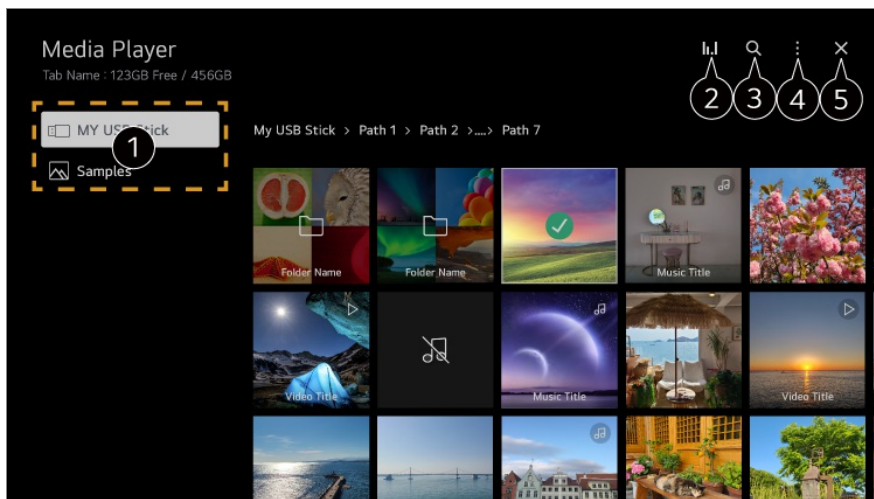 Media Player
Tab Name : 123GB Free / 456GB
2 3 4 5
MY USB Stick
1
Samples
My USB Stick > Path 1 > Path 2 >....> Path 7
Folder Name
Folder Name
Music Title
Video Title
Music Title
Video Title